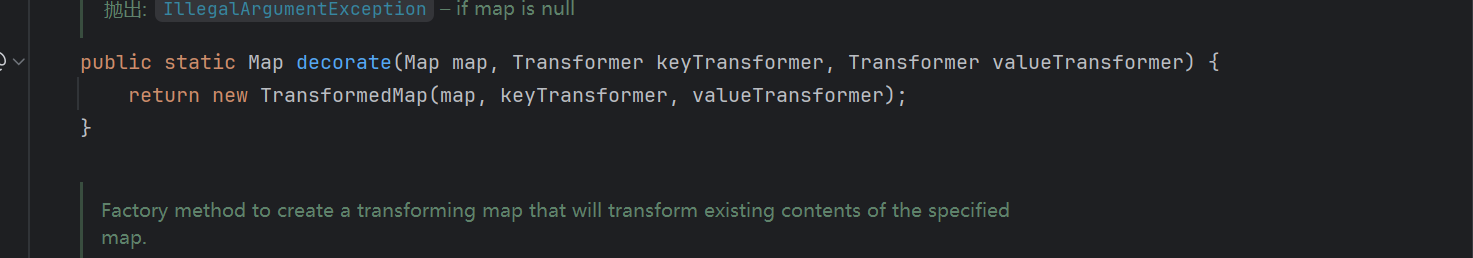 抛出: IllegalArgumentException – if map is null
public static Map decorate(Map map, Transformer keyTransformer, Transformer valueTransformer) {
return new TransformedMap(map, keyTransformer, valueTransformer);
}
Factory method to create a transforming map that will transform existing contents of the specified
map.